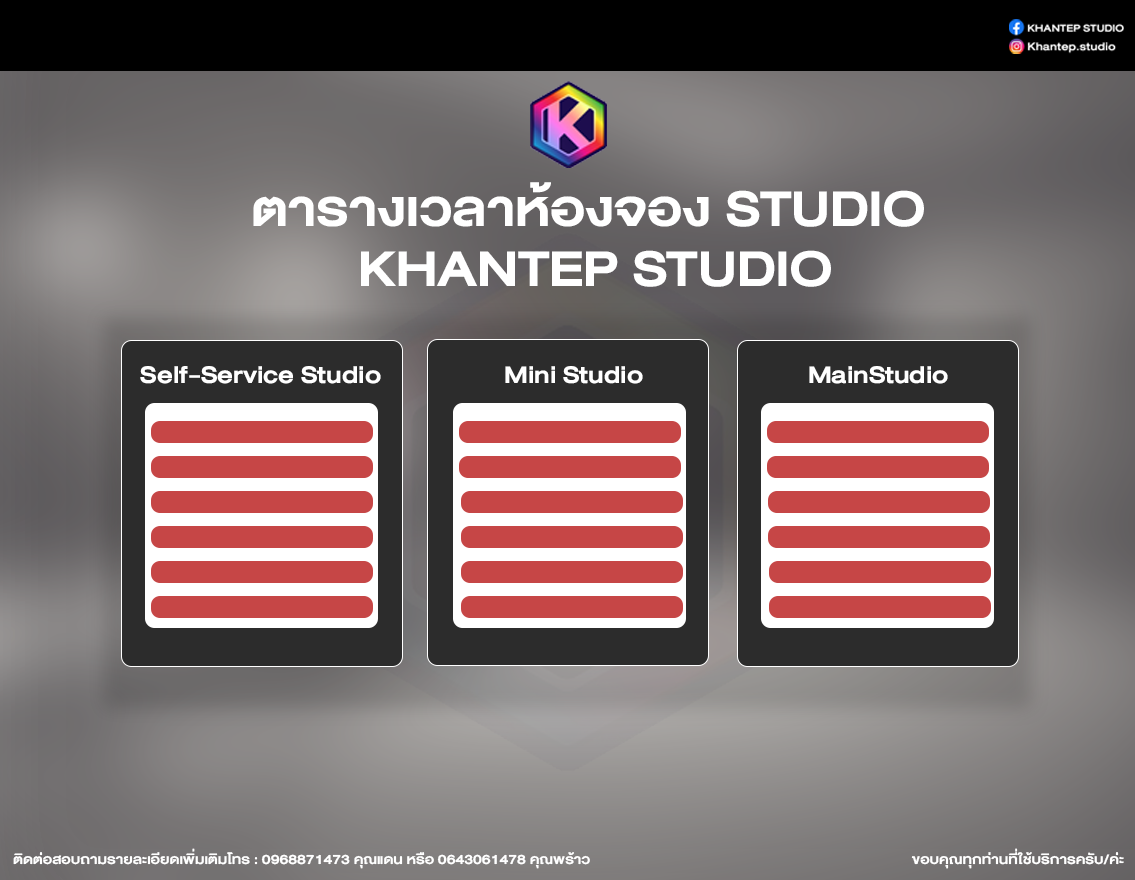 KHANTEP STUDIO
Khantep.studio
K
ตารางเวลาห้องจอง STUDIO
KHANTEP STUDIO
Self-Service Studio
Mini Studio
MainStudio
ติดต่อสอบถามรายละเอียดเพิ่มเติมโทร : 0968871473 คุณแดน หรือ 0643061478 คุณพร้าว
ขอบคุณทุกท่านที่ใช้บริการครับ/ค่ะ